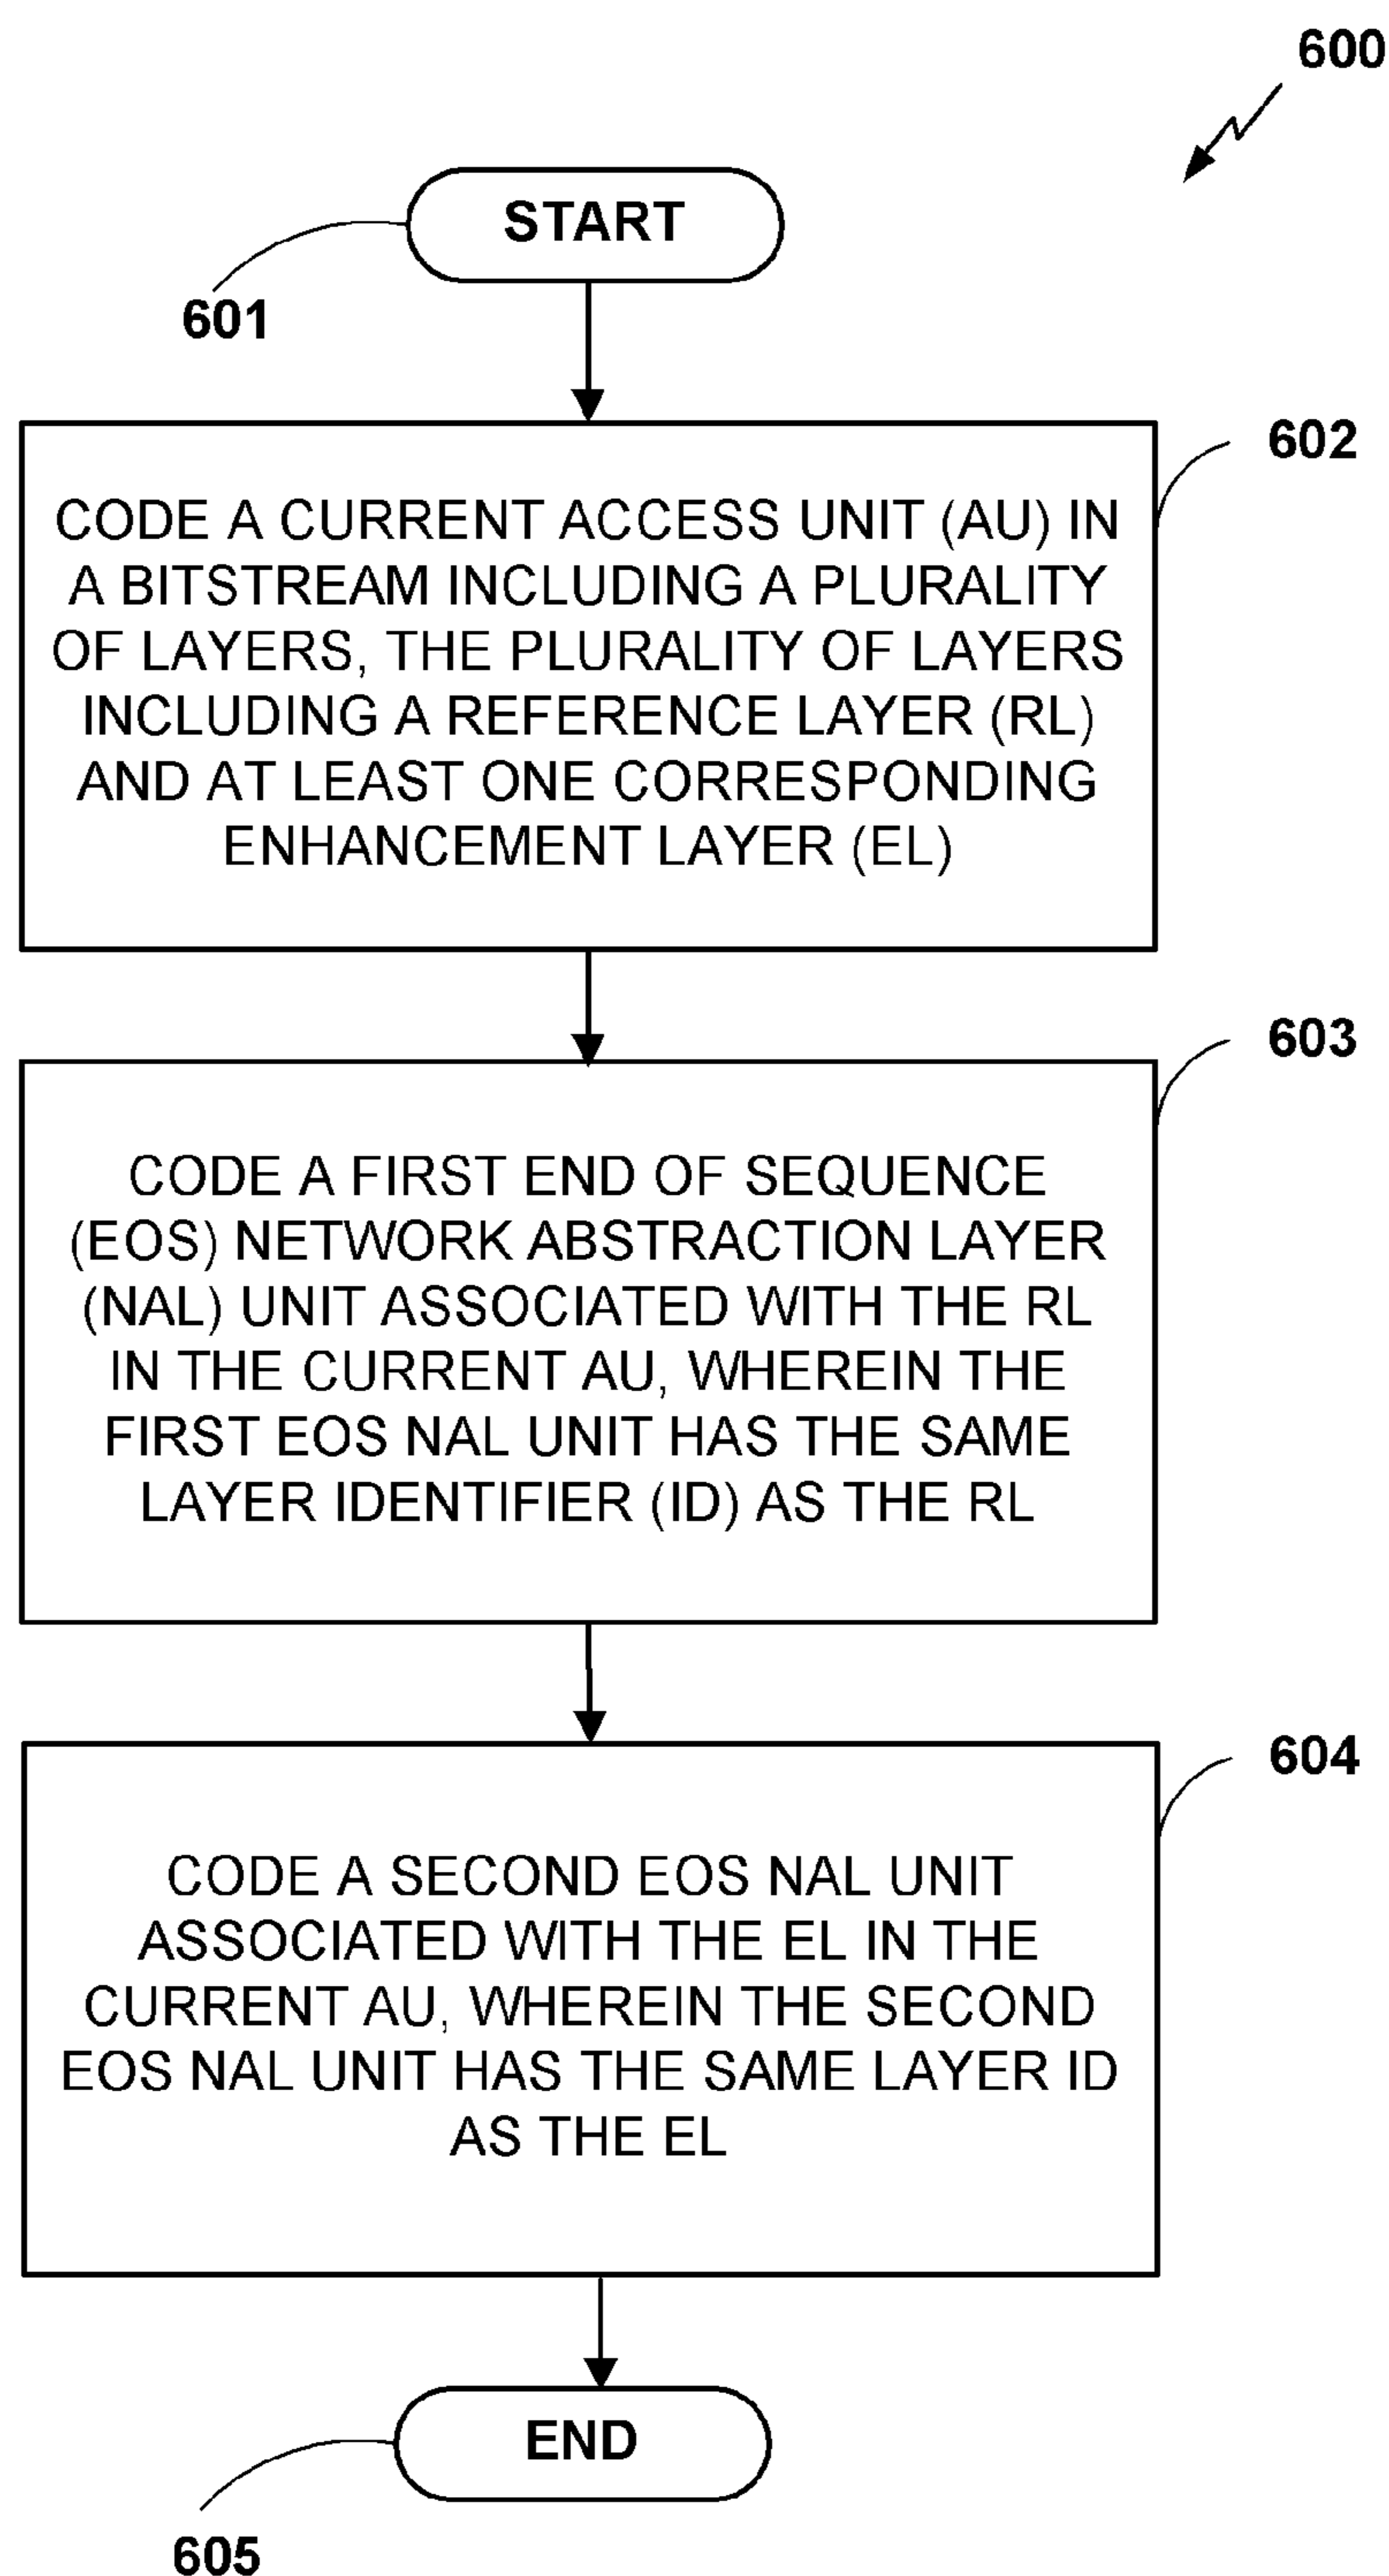 600
START
601
602
CODE A CURRENT ACCESS UNIT (AU) IN
A BITSTREAM INCLUDING A PLURALITY
OF LAYERS, THE PLURALITY OF LAYERS
INCLUDING A REFERENCE LAYER (RL)
AND AT LEAST ONE CORRESPONDING
ENHANCEMENT LAYER (EL)
603
CODE A FIRST END OF SEQUENCE
(EOS) NETWORK ABSTRACTION LAYER
(NAL) UNIT ASSOCIATED WITH THE RL
IN THE CURRENT AU, WHEREIN THE
FIRST EOS NAL UNIT HAS THE SAME
LAYER IDENTIFIER (ID) AS THE RL
604
CODE A SECOND EOS NAL UNIT
ASSOCIATED WITH THE EL IN THE
CURRENT AU, WHEREIN THE SECOND
EOS NAL UNIT HAS THE SAME LAYER ID
AS THE EL
END
605